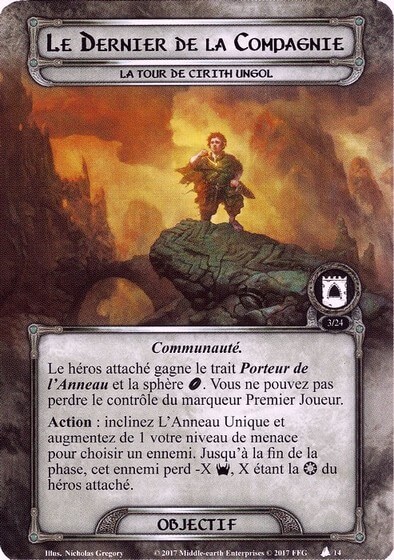 LE DERNIER DE LA COMPAGNIE
LA TOUR DE CIRITH UNGOL
3/24
Communauté.
Le héros attaché gagne le trait Porteur de
l'Anneau et la sphère . Vous ne pouvez pas
perdre le contrôle du marqueur Premier Joueur.
Action : inclinez L'Anneau Unique et
augmentez de 1 votre niveau de menace
pour choisir un ennemi. Jusqu'à la fin de la
phase, cet ennemi perd -X , X étant la du
héros attaché.
OBJECTIF
Illus. Nicholas Gregory © 2017 Middle-earth Enterprises © 2017 FFG 14